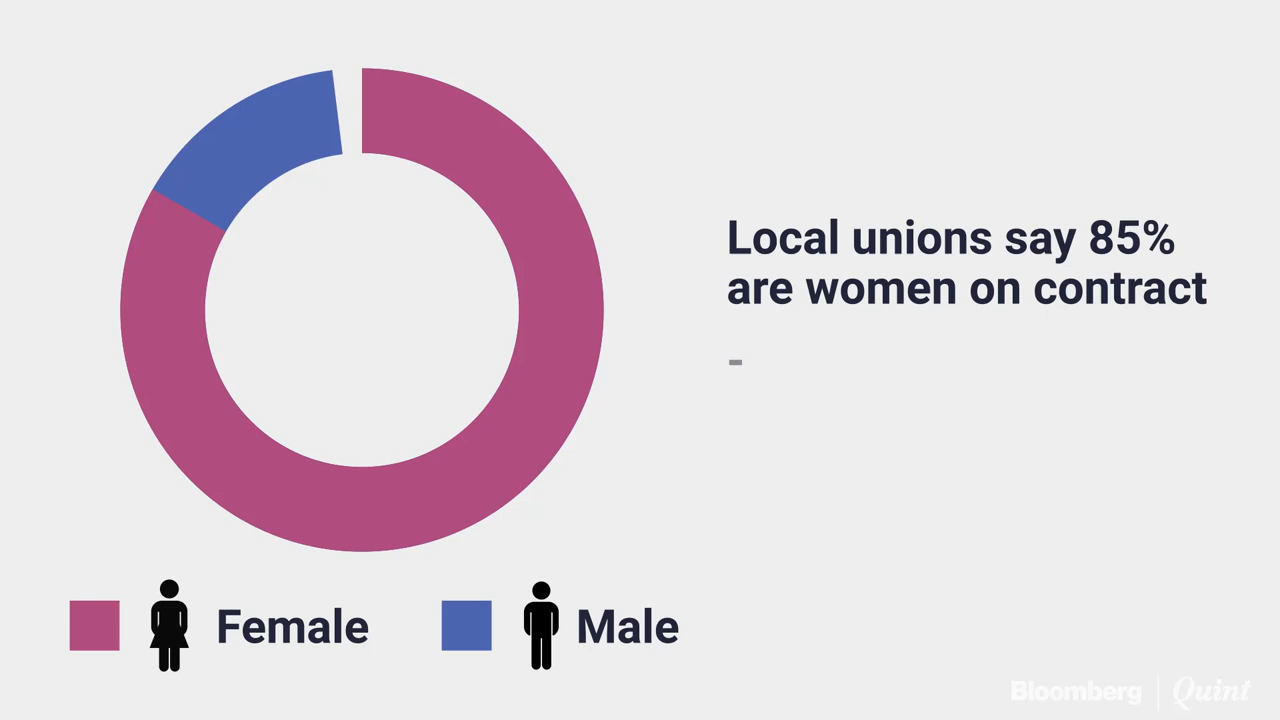 Local unions say 85%
are women on contract
-
Female
Male
Bloomberg | Quint